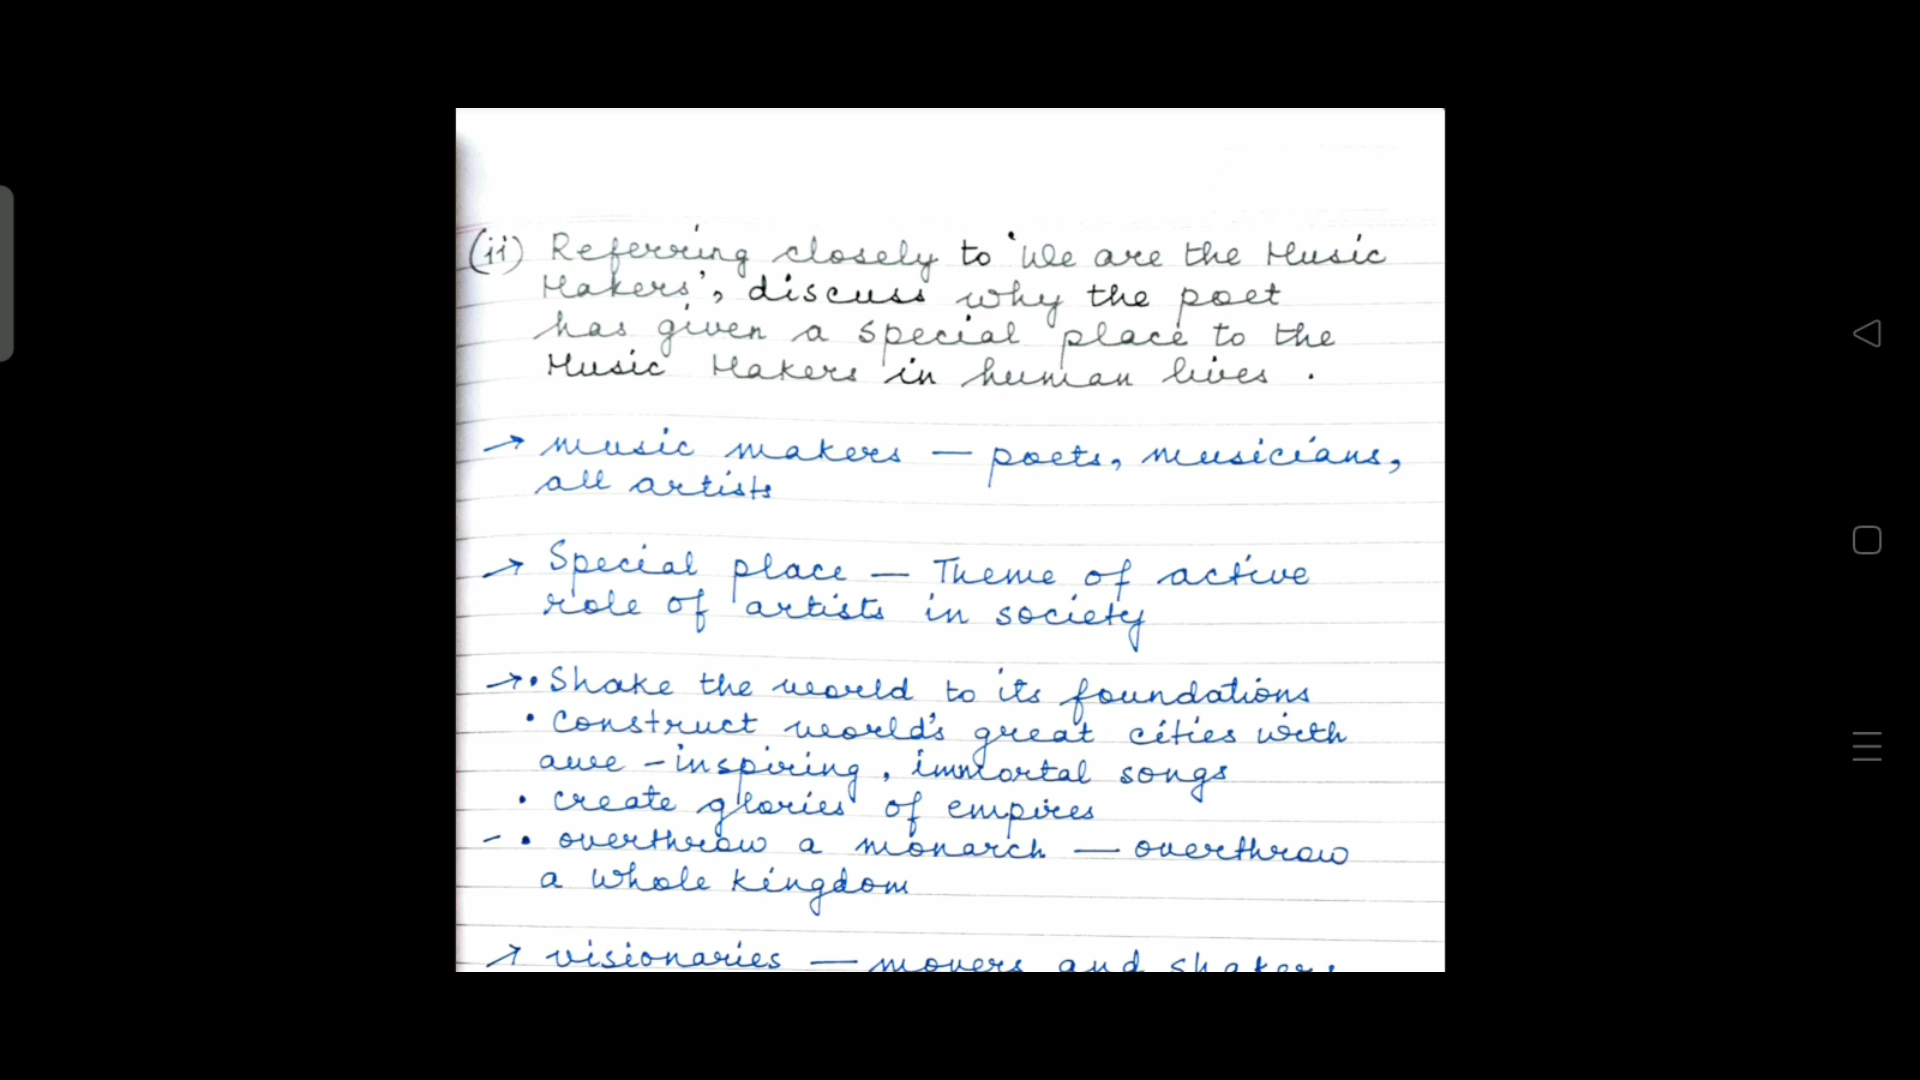 (ii) Referring closely to 'We are the Music
Makers', discuss why the poet
has given a special place to the
Music Makers in human lives .
→ music makers — poets, musicians,
all artists
→ Special place — Theme of active
role of artists in society
→ • Shake the world to its foundations
• construct world's great cities with
awe - inspiring, immortal songs
• create glories of empires
- • overthrow a monarch — overthrow
a whole kingdom
→ visionaries — movers and shakers